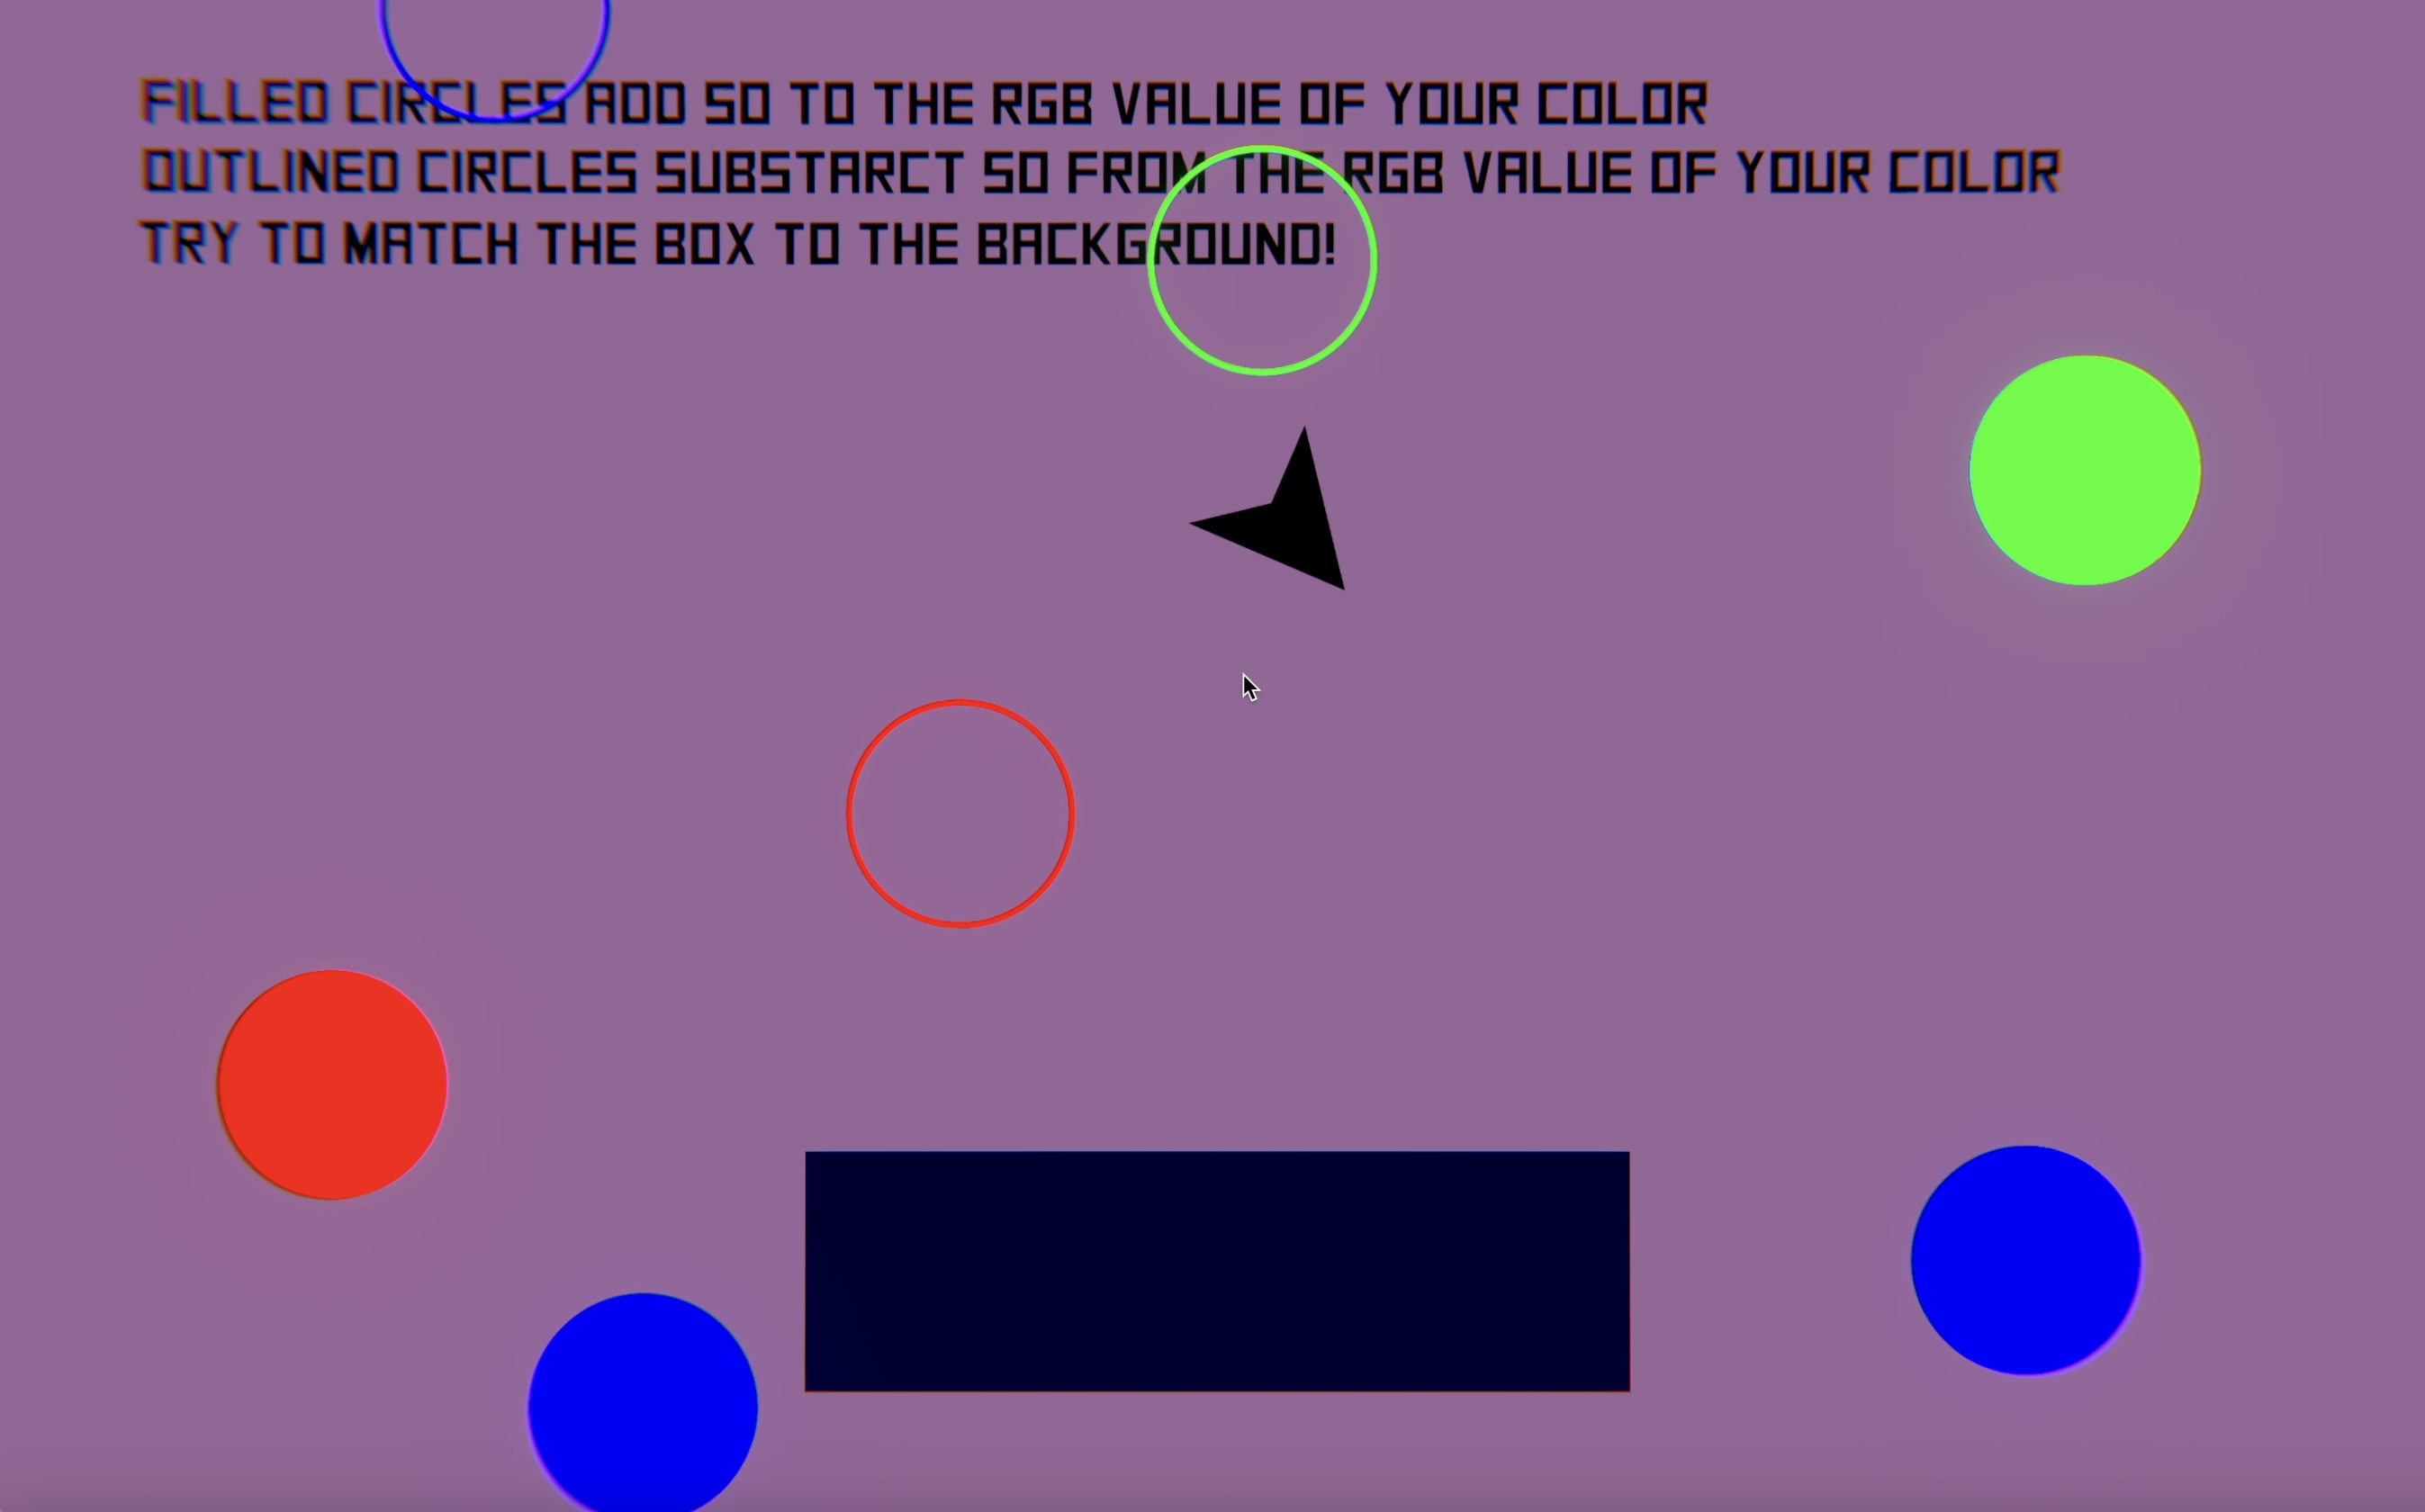 FILLED CIRCLES ADD 50 TO THE RGB VALUE OF YOUR COLOR
OUTLINED CIRCLES SUBSTARCT 50 FROM THE RGB VALUE OF YOUR COLOR
TRY TO MATCH THE BOX TO THE BACKGROUND!